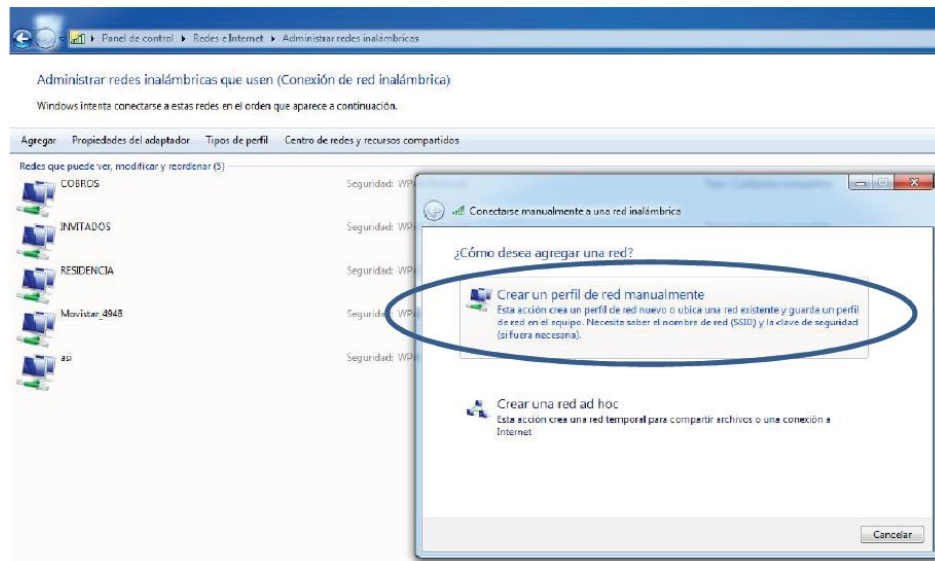 Panel de control ▸ Redes e Internet ▸ Administrar redes inalámbricas
Administrar redes inalámbricas que usen (Conexión de red inalámbrica)
Windows intenta conectarse a estas redes en el orden que aparece a continuación.
Agregar Propiedades del adaptador Tipos de perfil Centro de redes y recursos compartidos
Redes que puede ver, modificar y reordenar (5)
COBROS Seguridad:
INVITADOS Seguridad:
RESIDENCIA Seguridad:
Movistar_4948 Seguridad:
asi Seguridad:
Conectarse manualmente a una red inalámbrica
¿Cómo desea agregar una red?
Crear un perfil de red manualmente
Esta acción crea un perfil de red nuevo o ubica una red existente y guarda un perfil
de red en el equipo. Necesita saber el nombre de red (SSID) y la clave de seguridad
(si fuera necesaria).
Crear una red ad hoc
Esta acción crea una red temporal para compartir archivos o una conexión a
Internet
Cancelar